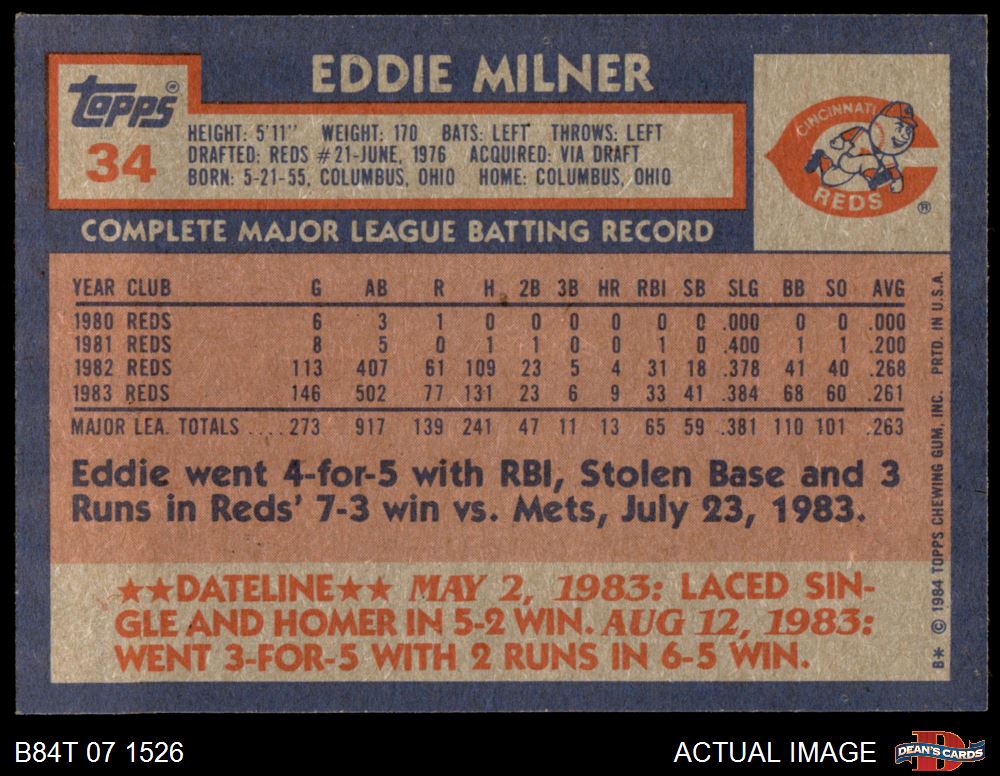 EDDIE MILNER
Topps®
34
HEIGHT: 5'11" WEIGHT: 170 BATS: LEFT THROWS: LEFT
DRAFTED: REDS #21-JUNE, 1976 ACQUIRED: VIA DRAFT
BORN: 5-21-55, COLUMBUS, OHIO HOME: COLUMBUS, OHIO
CINCINNATI
REDS
®
COMPLETE MAJOR LEAGUE BATTING RECORD
YEAR CLUB G AB R H 2B 3B HR RBI SB SLG BB SO AVG
1980 REDS 6 3 1 0 0 0 0 0 0 .000 0 0 .000
1981 REDS 8 5 0 1 1 0 0 1 0 .400 1 1 .200
1982 REDS 113 407 61 109 23 5 4 31 18 .378 41 40 .268
1983 REDS 146 502 77 131 23 6 9 33 41 .384 68 60 .261
MAJOR LEA. TOTALS ....273 917 139 241 47 11 13 65 59 .381 110 101 .263
Eddie went 4-for-5 with RBI, Stolen Base and 3
Runs in Reds' 7-3 win vs. Mets, July 23, 1983.
★★DATELINE★★ MAY 2, 1983: LACED SIN-
GLE AND HOMER IN 5-2 WIN. AUG 12, 1983:
WENT 3-FOR-5 WITH 2 RUNS IN 6-5 WIN.
B* © 1984 TOPPS CHEWING GUM, INC. PRTD. IN U.S.A.
B84T 07 1526
ACTUAL IMAGE
D
DEAN'S CARDS